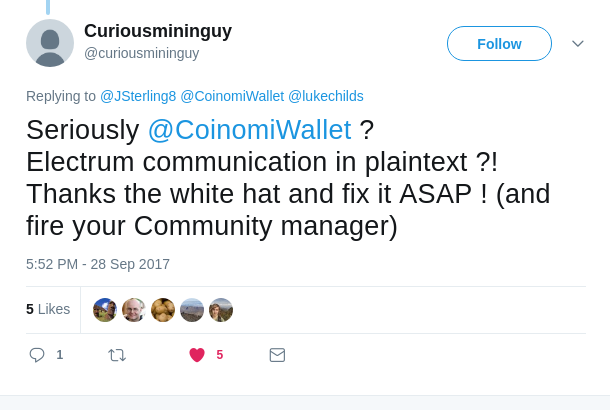 Curiousmininguy
@curiousmininguy
Follow
Replying to @JSterling8 @CoinomiWallet @lukechilds
Seriously @CoinomiWallet ?
Electrum communication in plaintext ?!
Thanks the white hat and fix it ASAP ! (and
fire your Community manager)
5:52 PM - 28 Sep 2017
5 Likes
1
5